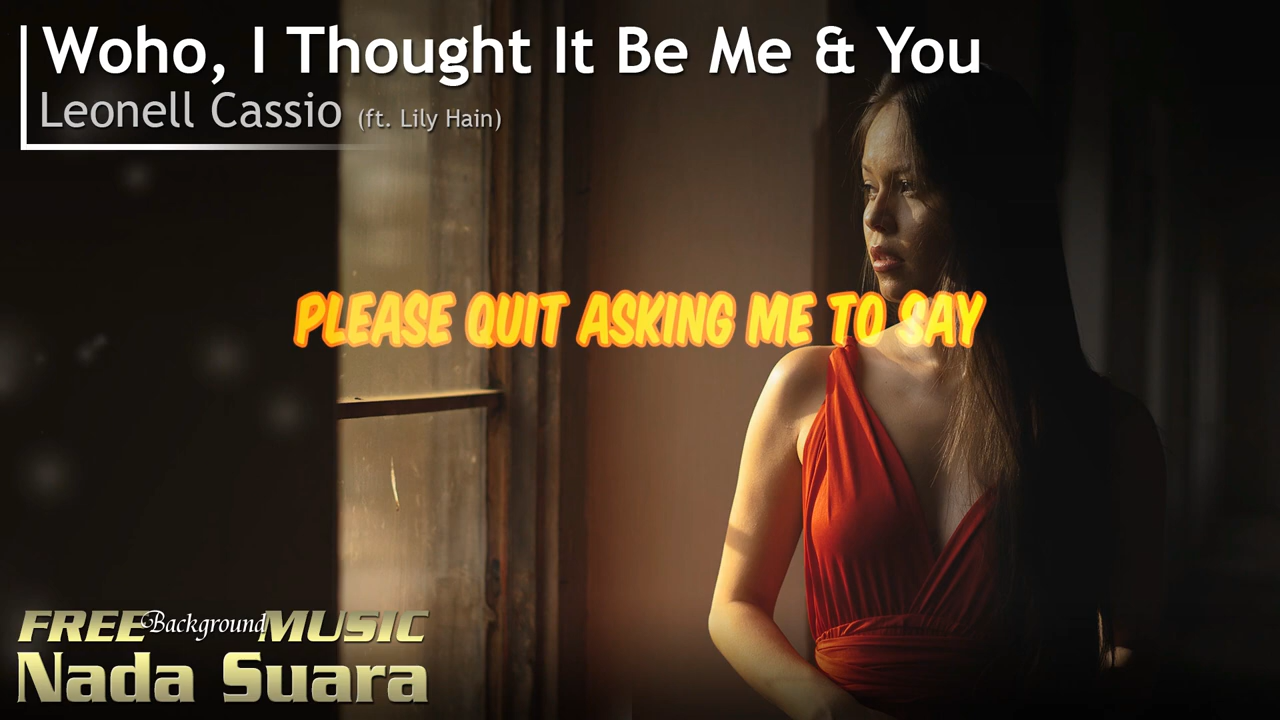 Woho, I Thought It Be Me & You
Leonell Cassio (ft. Lily Hain)
PLEASE QUIT ASKING ME TO SAY
FREE Background MUSIC
Nada Suara